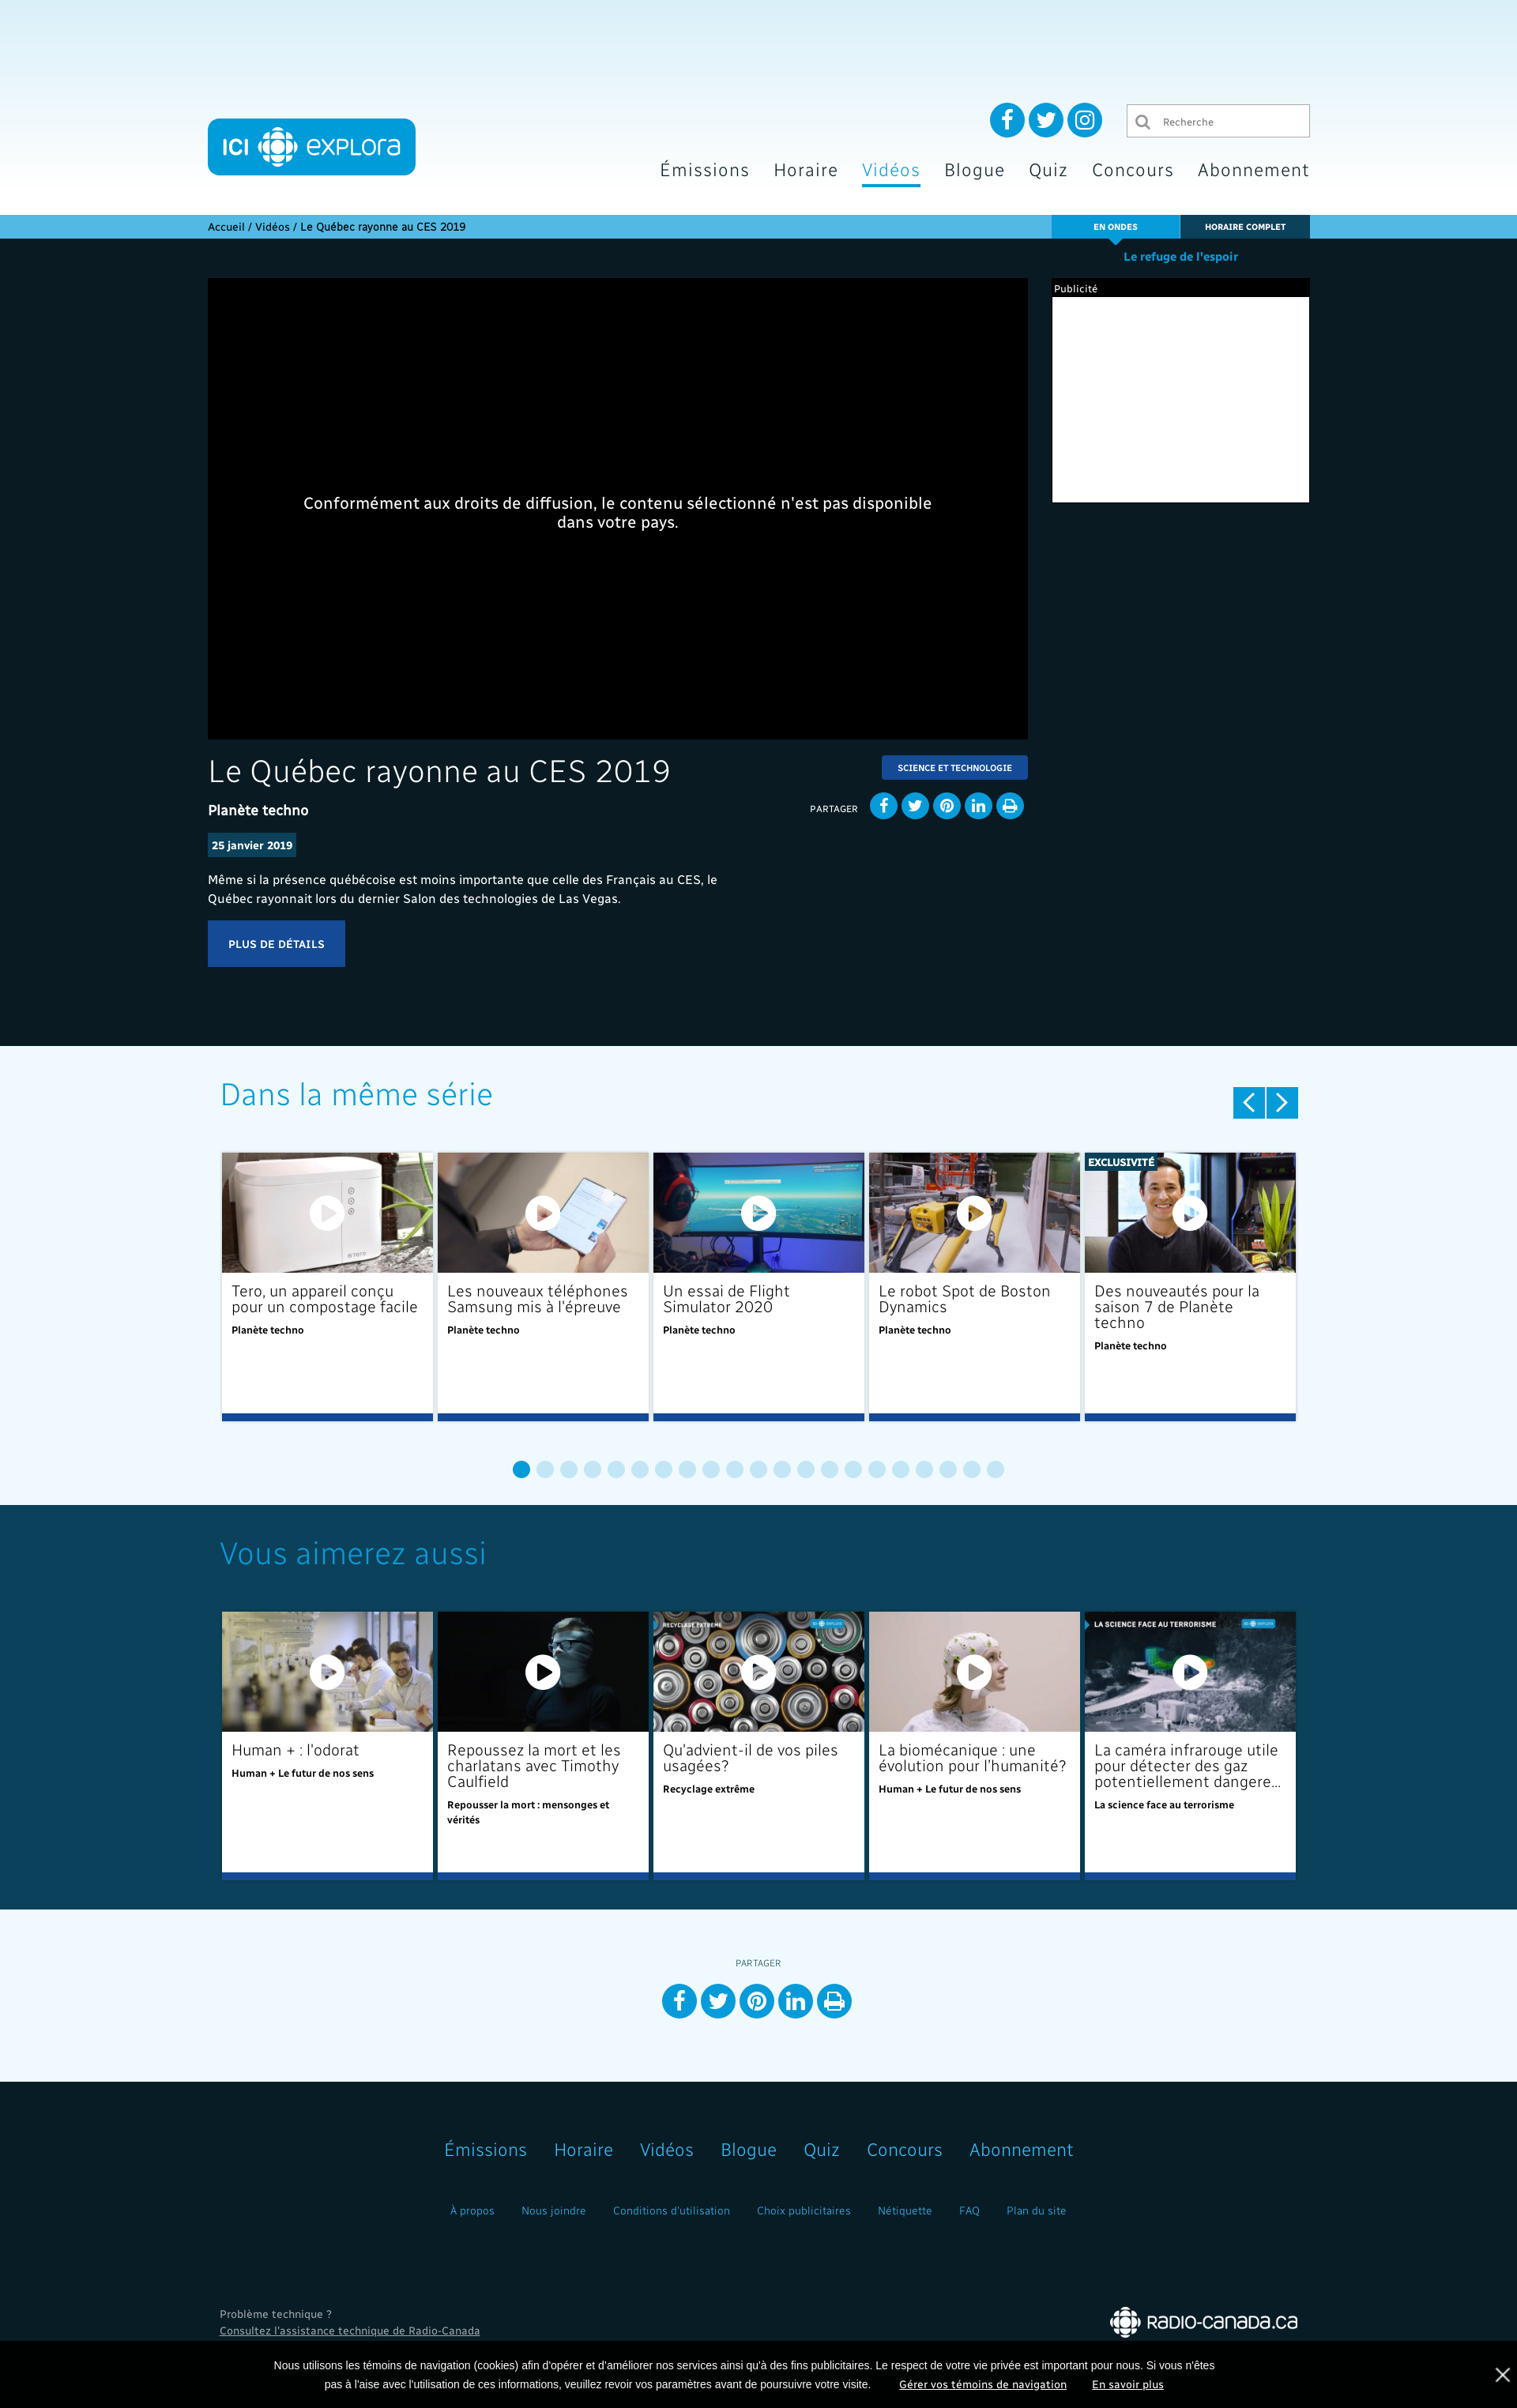 ICI explora
Recherche
Émissions Horaire Vidéos Blogue Quiz Concours Abonnement
Accueil / Vidéos / Le Québec rayonne au CES 2019
EN ONDES
HORAIRE COMPLET
Le refuge de l'espoir
Publicité
Conformément aux droits de diffusion, le contenu sélectionné n'est pas disponible
dans votre pays.
Le Québec rayonne au CES 2019
SCIENCE ET TECHNOLOGIE
Planète techno
PARTAGER
25 janvier 2019
Même si la présence québécoise est moins importante que celle des Français au CES, le
Québec rayonnait lors du dernier Salon des technologies de Las Vegas.
PLUS DE DÉTAILS
Dans la même série
TERO
Tero, un appareil conçu
pour un compostage facile
Planète techno
Les nouveaux téléphones
Samsung mis à l'épreuve
Planète techno
Un essai de Flight
Simulator 2020
Planète techno
Le robot Spot de Boston
Dynamics
Planète techno
EXCLUSIVITÉ
Des nouveautés pour la
saison 7 de Planète
techno
Planète techno
Vous aimerez aussi
Human + : l'odorat
Human + Le futur de nos sens
Repoussez la mort et les
charlatans avec Timothy
Caulfield
Repousser la mort : mensonges et
vérités
RECYCLAGE EXTRÊME
ICI EXPLORA
Qu'advient-il de vos piles
usagées?
Recyclage extrême
La biomécanique : une
évolution pour l'humanité?
Human + Le futur de nos sens
LA SCIENCE FACE AU TERRORISME
ICI EXPLORA
La caméra infrarouge utile
pour détecter des gaz
potentiellement dangere...
La science face au terrorisme
PARTAGER
Émissions Horaire Vidéos Blogue Quiz Concours Abonnement
À propos Nous joindre Conditions d'utilisation Choix publicitaires Nétiquette FAQ Plan du site
Problème technique ?
Consultez l'assistance technique de Radio-Canada
RADIO-CANADA.CA
Nous utilisons les témoins de navigation (cookies) afin d'opérer et d'améliorer nos services ainsi qu'à des fins publicitaires. Le respect de votre vie privée est important pour nous. Si vous n'êtes
pas à l'aise avec l'utilisation de ces informations, veuillez revoir vos paramètres avant de poursuivre votre visite. Gérer vos témoins de navigation En savoir plus